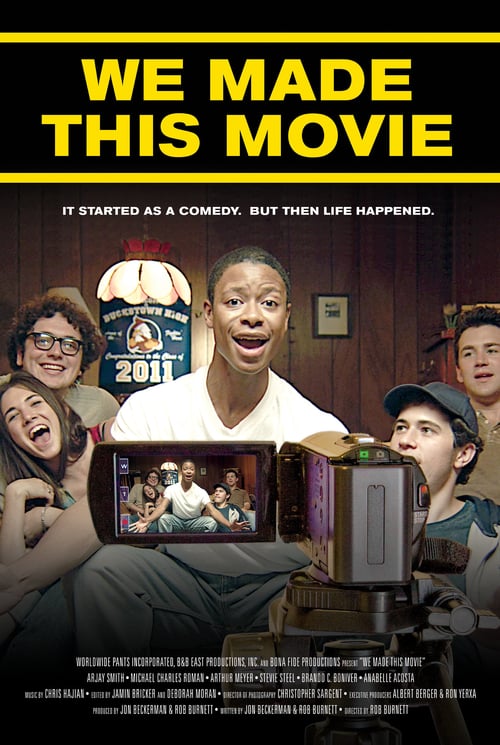 WE MADE
THIS MOVIE
IT STARTED AS A COMEDY. BUT THEN LIFE HAPPENED.
BUCKSTOWN HIGH
Congratulations to the Class of
2011
W
T
WORLDWIDE PANTS INCORPORATED, B&B EAST PRODUCTIONS, INC. AND BONA FIDE PRODUCTIONS PRESENT "WE MADE THIS MOVIE"
ARJAY SMITH • MICHAEL CHARLES ROMAN • ARTHUR MEYER • STEVIE STEEL • BRANDO C. BONIVER • ANABELLE ACOSTA
MUSIC BY CHRIS HAJIAN • EDITED BY JAMIN BRICKER AND DEBORAH MORAN • DIRECTOR OF PHOTOGRAPHY CHRISTOPHER SARGENT • EXECUTIVE PRODUCERS ALBERT BERGER & RON YERXA
PRODUCED BY JON BECKERMAN & ROB BURNETT • WRITTEN BY JON BECKERMAN & ROB BURNETT • DIRECTED BY ROB BURNETT